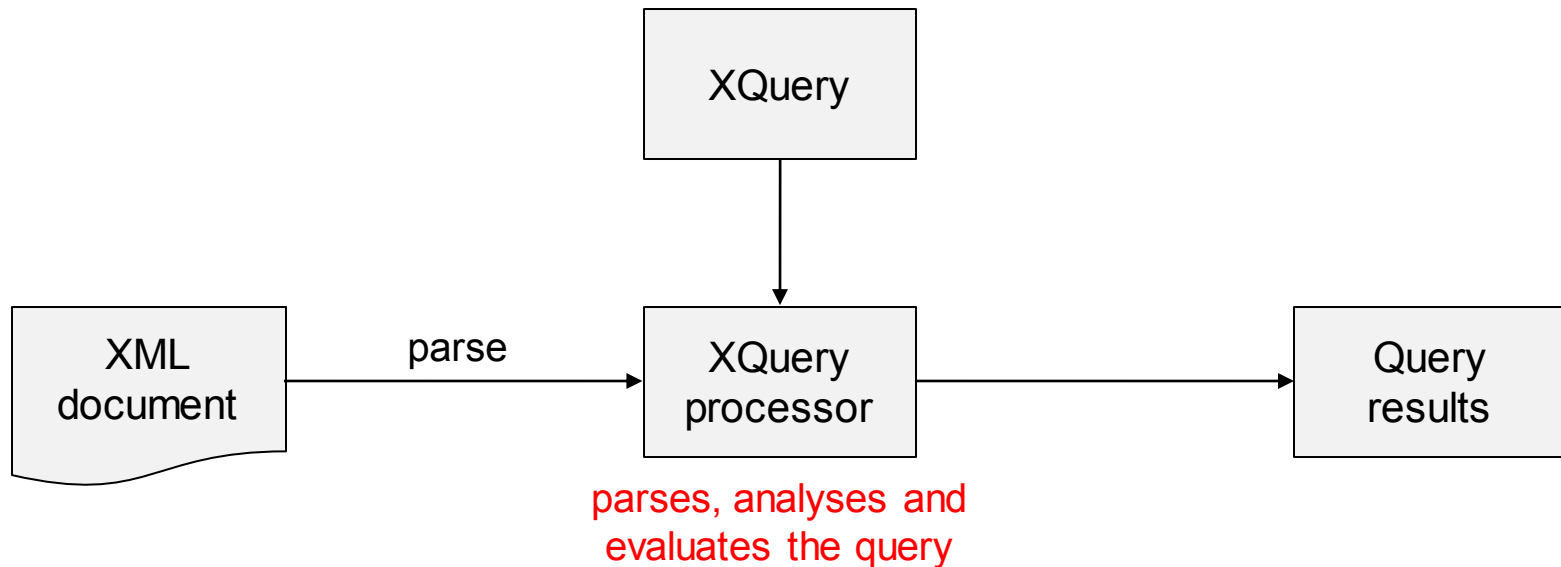 XQuery
XML
document
parse
XQuery
processor
Query
results
parses, analyses and
evaluates the query